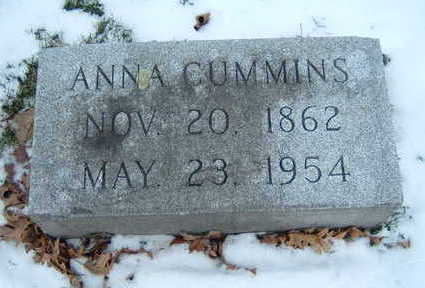 ANNA CUMMINS
NOV. 20. 1862
MAY. 23. 1954